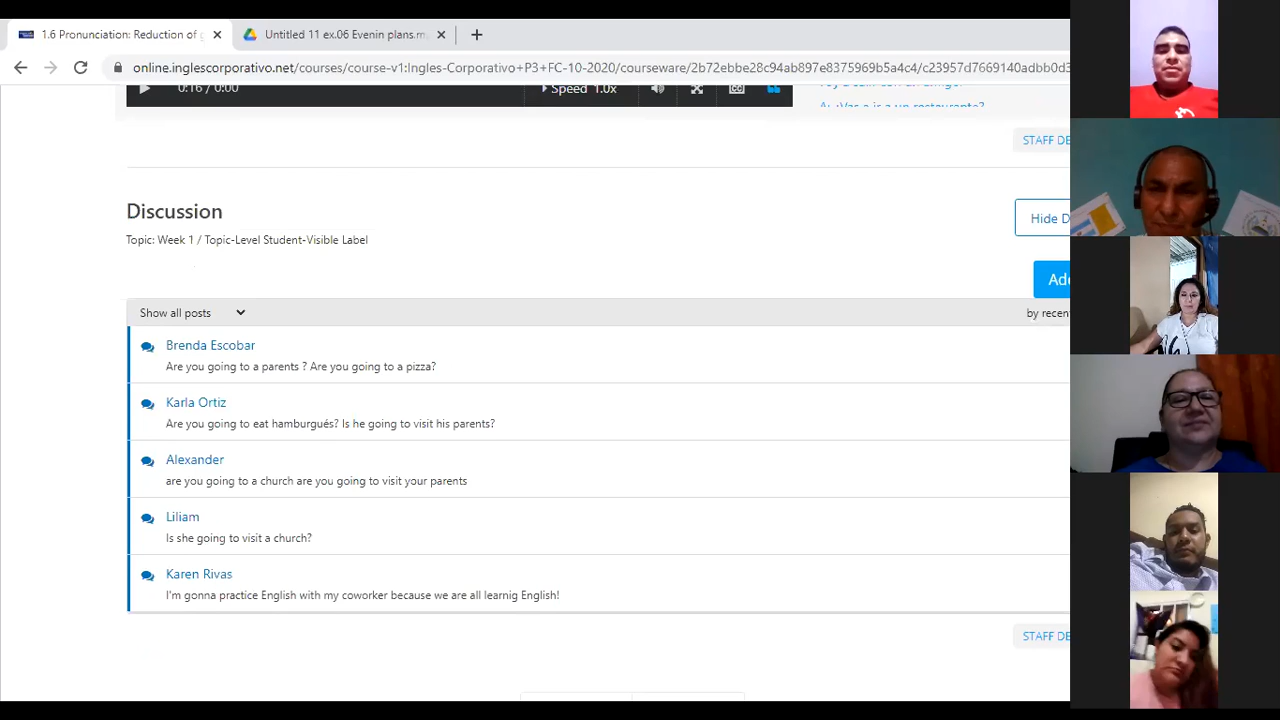 1.6 Pronunciation: Reduction of g
Untitled 11 ex.06 Evenin plans.m
online.inglescorporativo.net/courses/course-v1:Ingles-Corporativo+P3+FC-10-2020/courseware/2b72ebbe28c94ab897e8375969b5a4c4/c23957d7669140adbb0d3
0:16 / 0:00
Speed 1.0x
A: ¿Vas a ir a un restaurante?
STAFF DE
Discussion
Hide D
Topic: Week 1 / Topic-Level Student-Visible Label
Ad
Show all posts
by recen
Brenda Escobar
Are you going to a parents ? Are you going to a pizza?
Karla Ortiz
Are you going to eat hamburgués? Is he going to visit his parents?
Alexander
are you going to a church are you going to visit your parents
Liliam
Is she going to visit a church?
Karen Rivas
I'm gonna practice English with my coworker because we are all learnig English!
STAFF DE